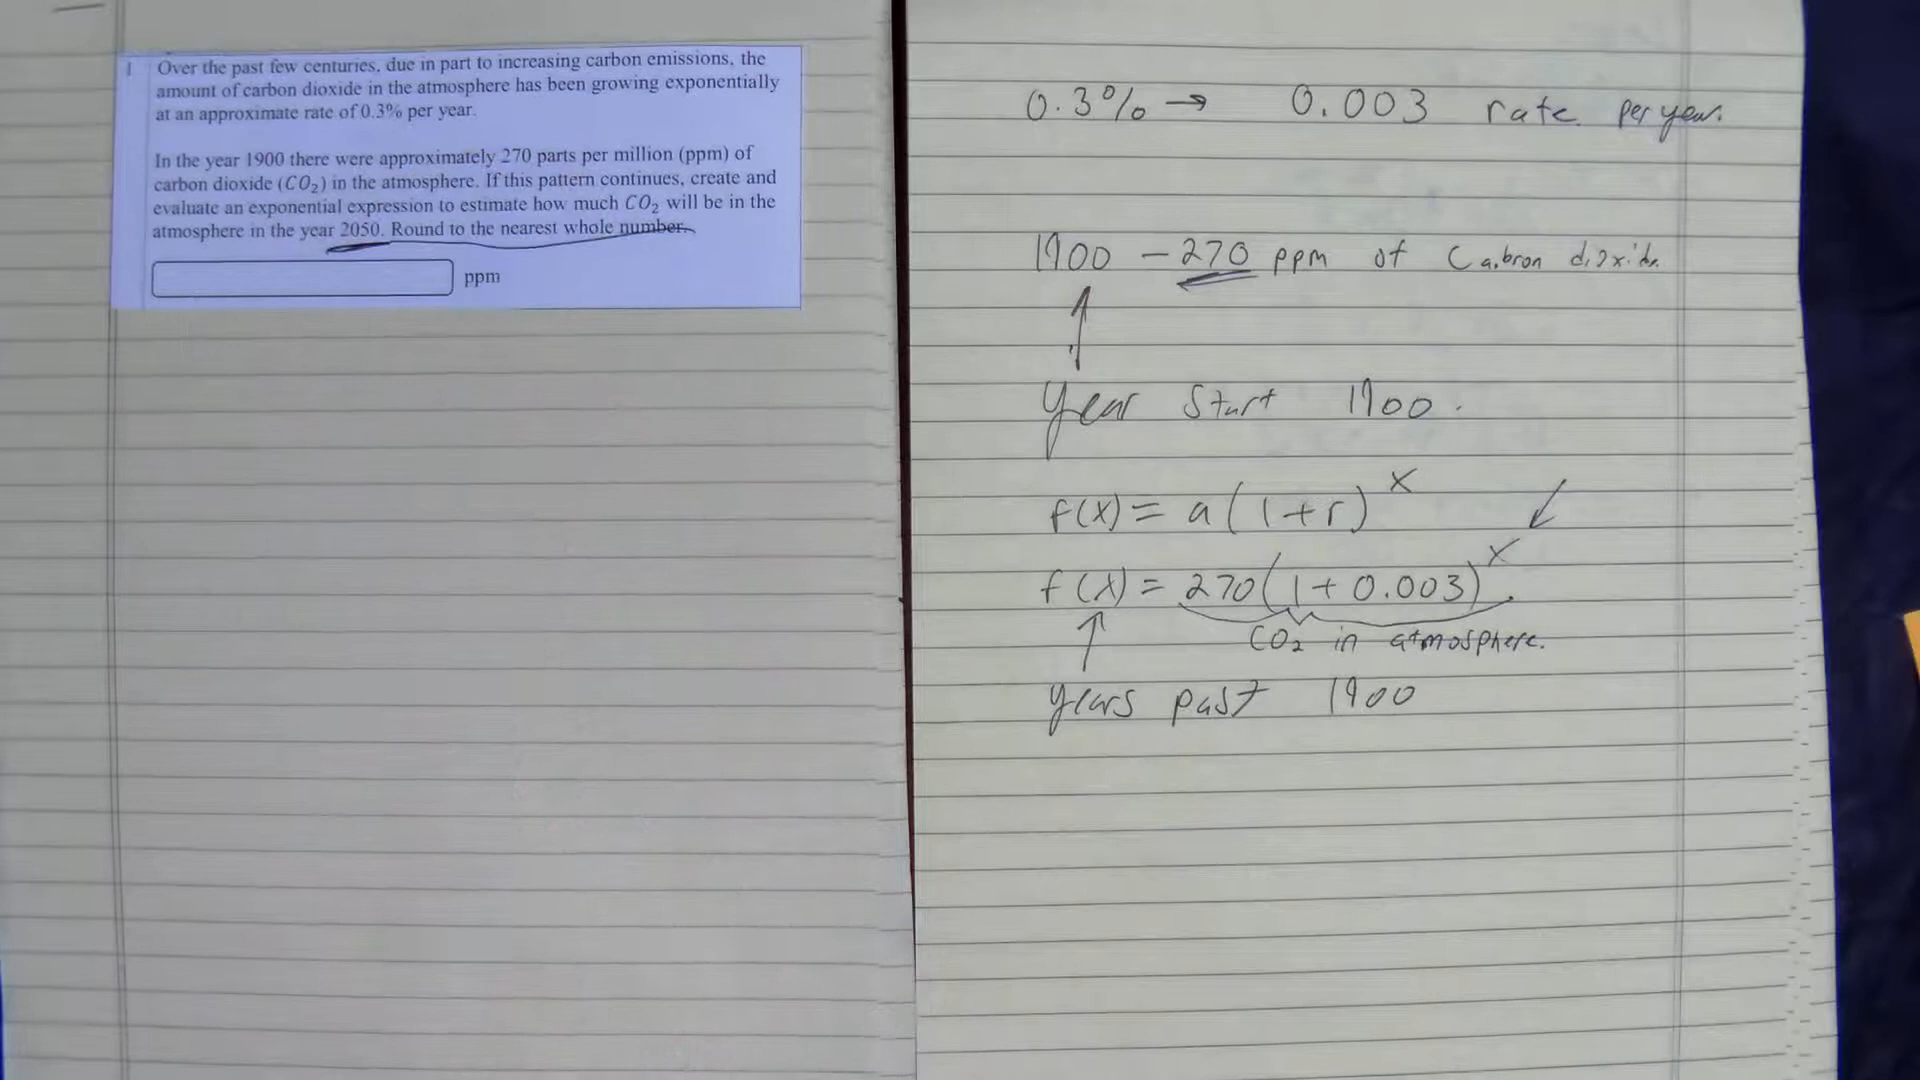 1 Over the past few centuries, due in part to increasing carbon emissions, the
amount of carbon dioxide in the atmosphere has been growing exponentially
at an approximate rate of 0.3% per year.
In the year 1900 there were approximately 270 parts per million (ppm) of
carbon dioxide (CO₂) in the atmosphere. If this pattern continues, create and
evaluate an exponential expression to estimate how much CO₂ will be in the
atmosphere in the year 2050. Round to the nearest whole number.
ppm
0.3% → 0.003 rate per year.
1900 - 270 ppm of Cabron dioxide
year Start 1900.
f(x) = a(1+r)^x
f(x) = 270(1+0.003)^x.
CO₂ in atmosphere.
years past 1900